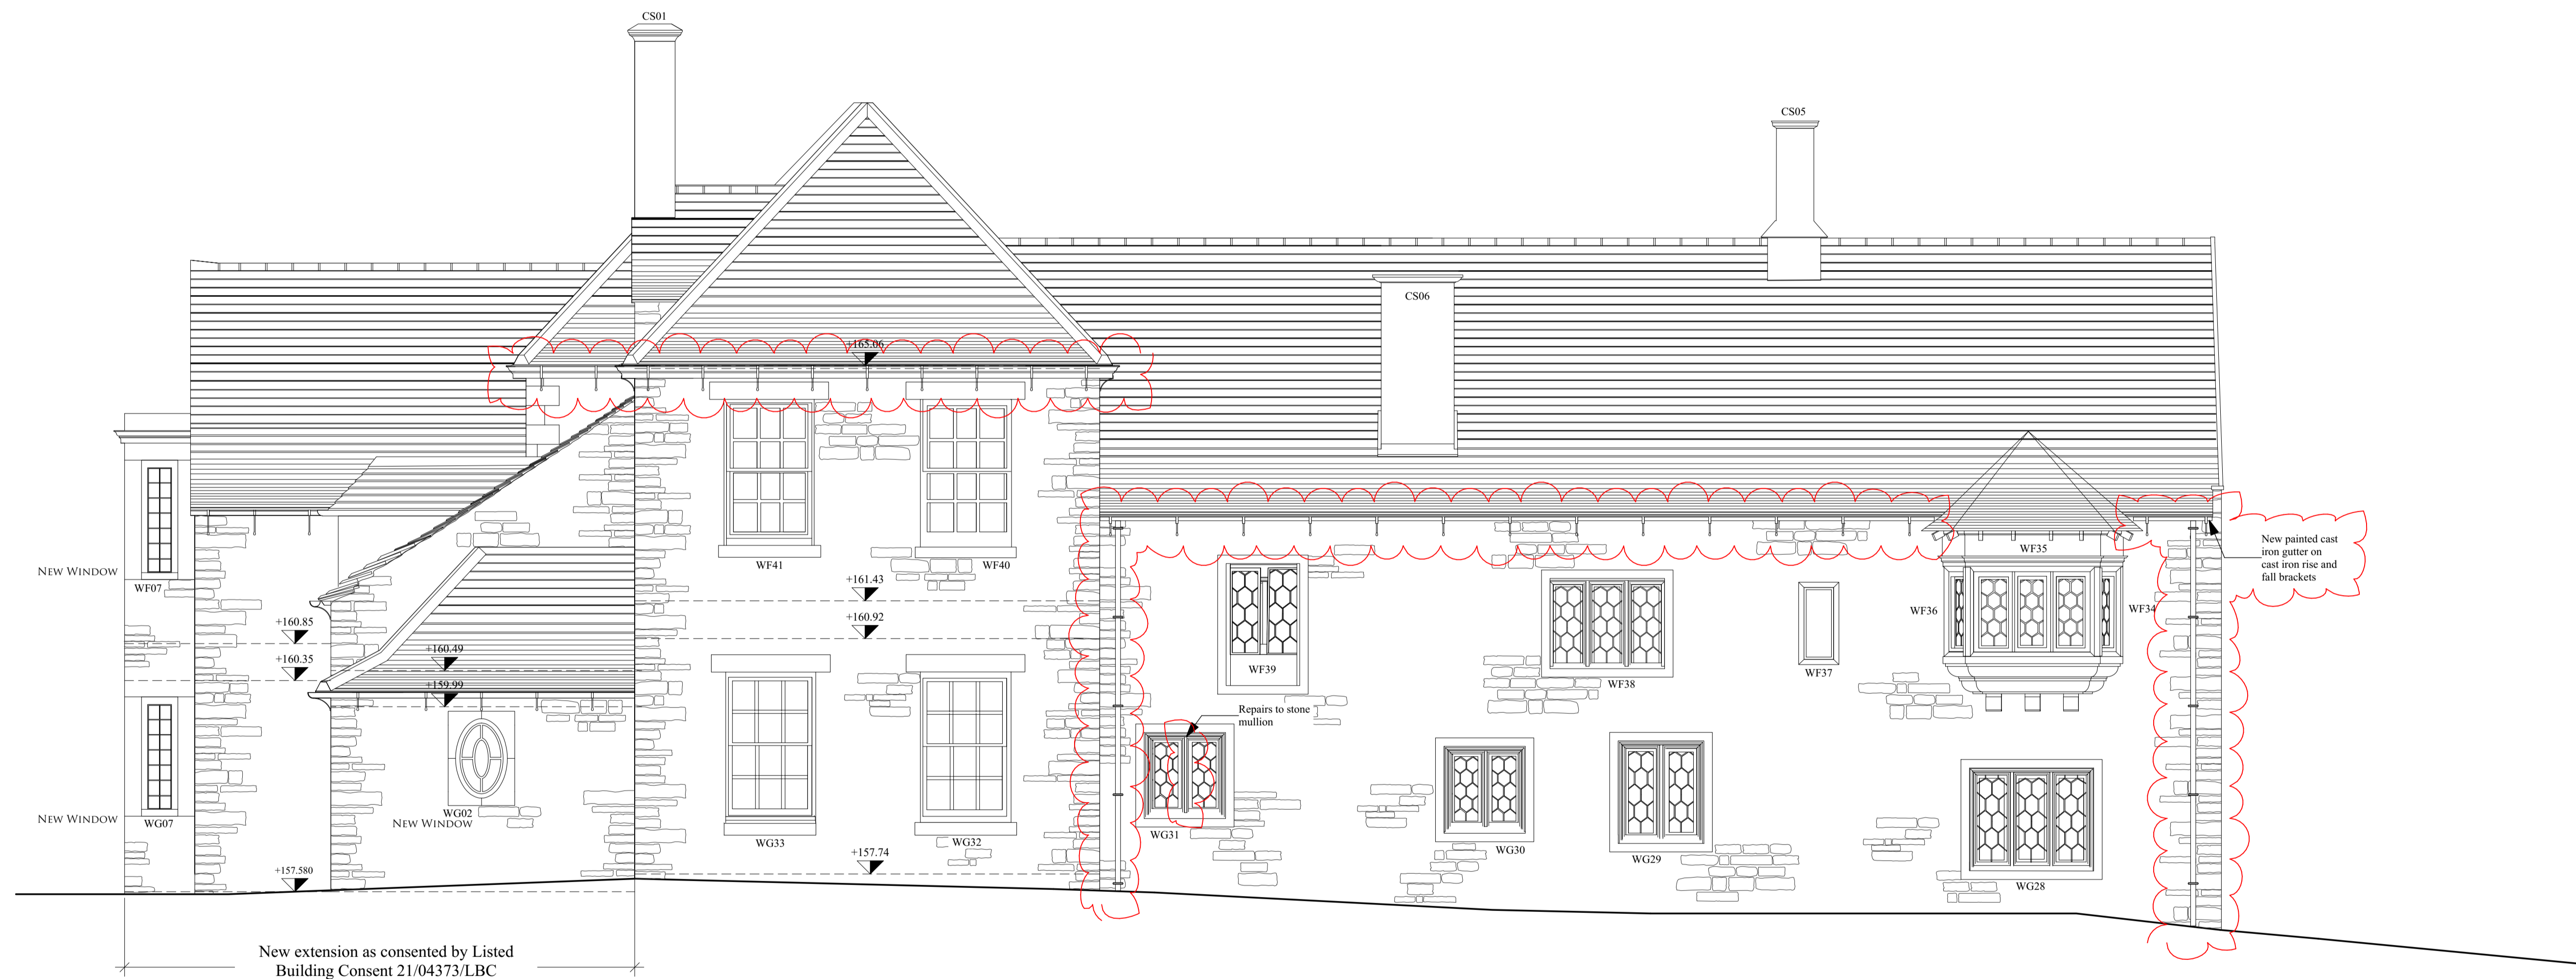 CS01
CS05
CS06
+165.06
New painted cast
iron gutter on
cast iron rise and
fall brackets
WF35
WF41
WF40
NEW WINDOW
WF07
+161.43
WF36
WF34
+160.85
+160.92
+160.35
+160.49
WF39
WF37
WF38
+159.99
Repairs to stone
mullion
WG02
NEW WINDOW
WG07
NEW WINDOW
WG33
WG32
WG31
WG30
WG29
+157.74
+157.580
WG28
New extension as consented by Listed
Building Consent 21/04373/LBC